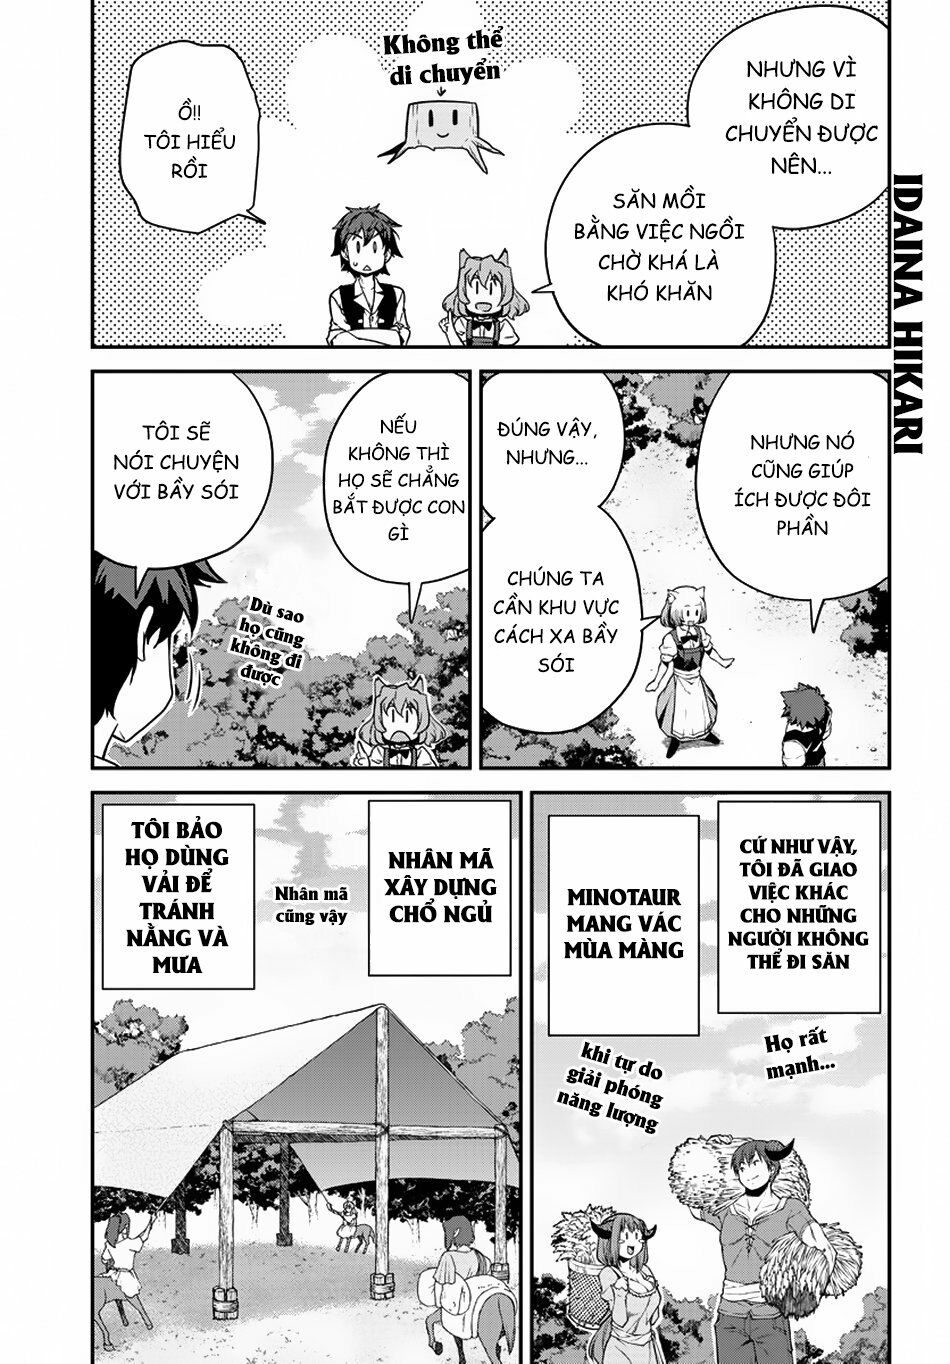 NHƯNG VÌ
KHÔNG DI
CHUYỂN ĐƯỢC
NÊN...
SĂN MỒI
BẰNG VIỆC NGỒI
CHỜ KHÁ LÀ
KHÓ KHĂN
Không thể
di chuyển
Ồ!!
TÔI HIỂU
RỒI
IDAINA HIKARI
NHƯNG NÓ
CŨNG GIÚP
ÍCH ĐƯỢC ĐÔI
PHẦN
ĐÚNG VẬY,
NHƯNG...
CHÚNG TA
CẦN KHU VỰC
CÁCH XA BẦY
SÓI
NẾU
KHÔNG THÌ
HỌ SẼ CHẲNG
BẮT ĐƯỢC CON
GÌ
TÔI SẼ
NÓI CHUYỆN
VỚI BẦY SÓI
Dù sao
họ cũng
không đi
được
CỨ NHƯ VẬY,
TÔI ĐÃ GIAO
VIỆC KHÁC
CHO NHỮNG
NGƯỜI KHÔNG
THỂ ĐI SĂN
MINOTAUR
MANG VÁC
MÙA MÀNG
Họ rất
mạnh...
khi tự do
giải phóng
năng lượng
NHÂN MÃ
XÂY DỰNG
CHỔ NGỦ
Nhân mã
cũng vậy
TÔI BẢO
HỌ DÙNG
VẢI ĐỂ
TRÁNH
NẮNG VÀ
MƯA